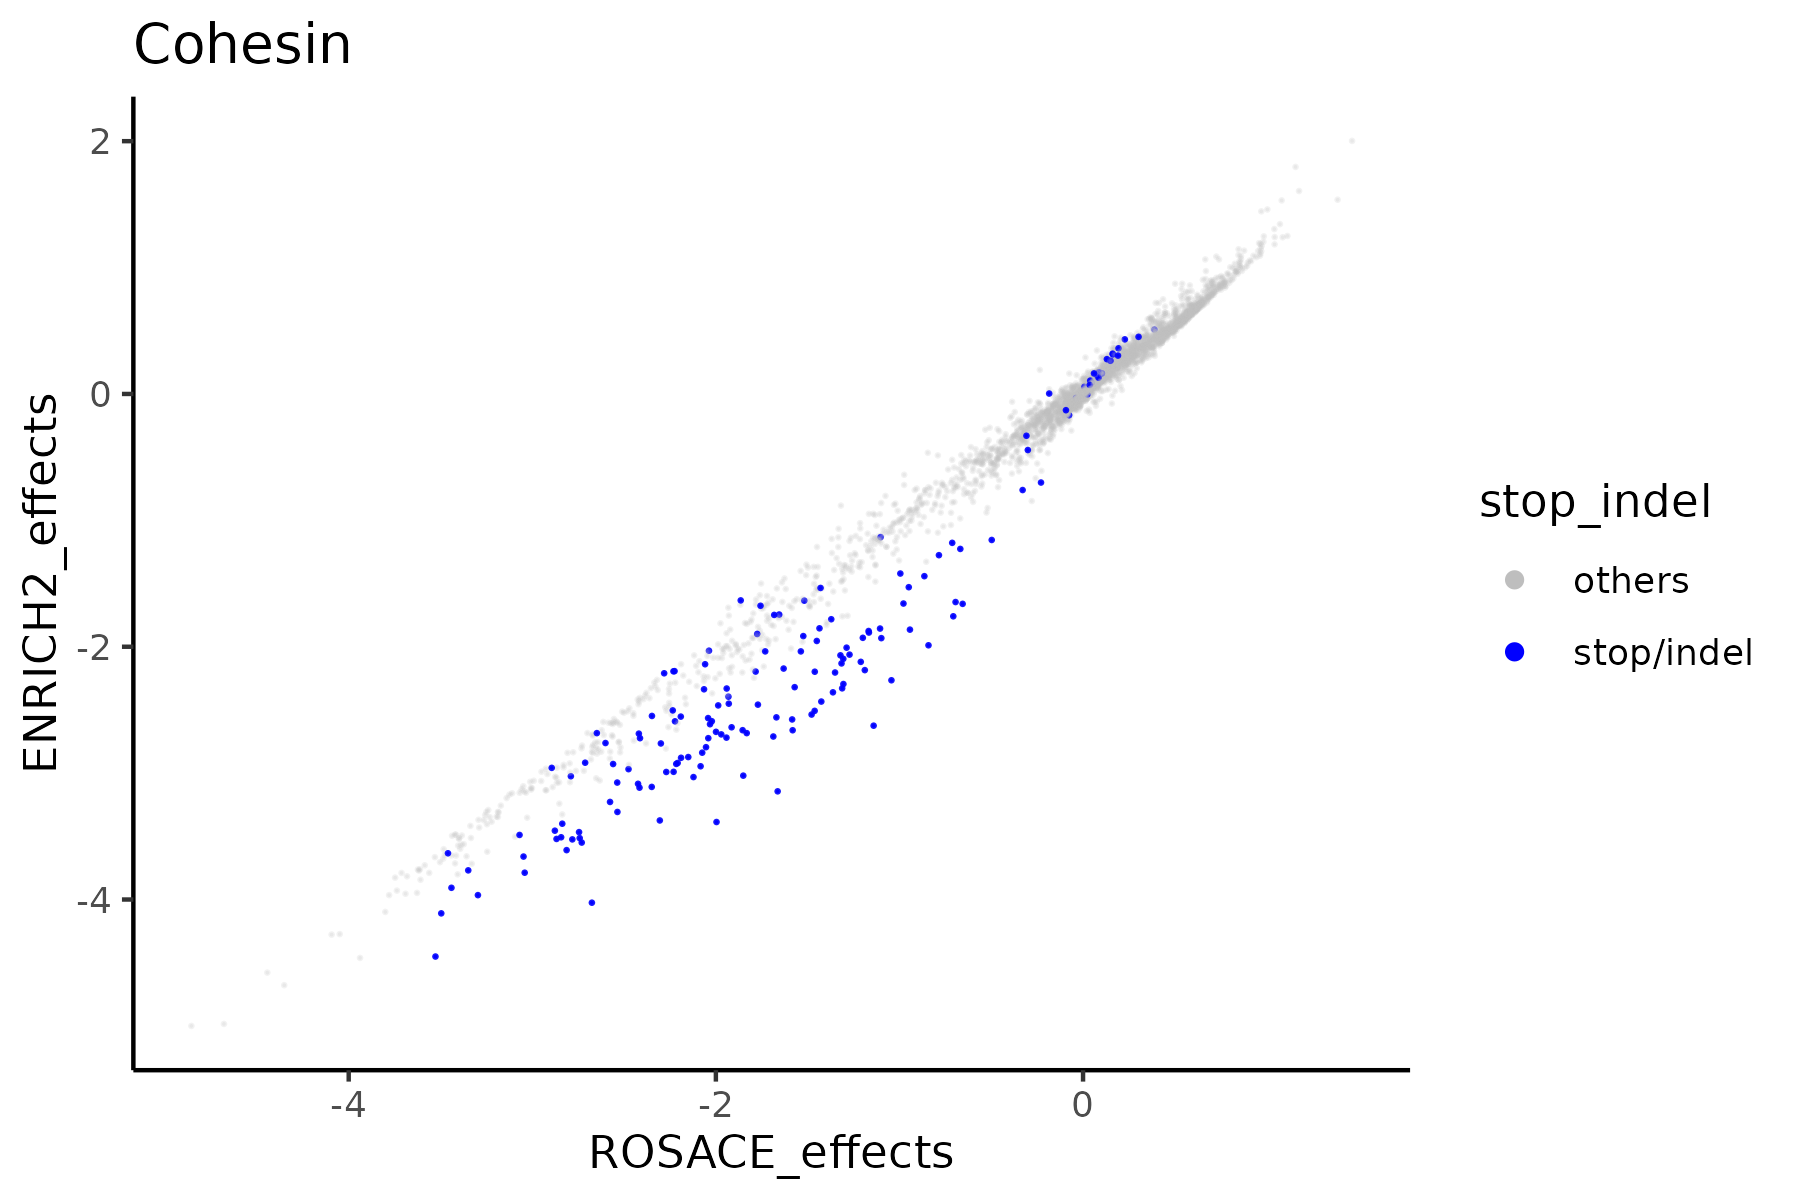 Cohesin
2
0
-2
-4
ENRICH2_effects
-4
-2
0
ROSACE_effects
stop_indel
others
stop/indel